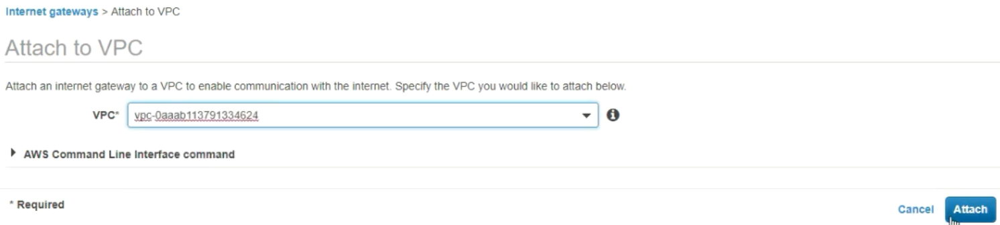 Internet gateways > Attach to VPC
Attach to VPC
Attach an internet gateway to a VPC to enable communication with the internet. Specify the VPC you would like to attach below.
VPC* vpc-0aaab113791334624
AWS Command Line Interface command
* Required
Cancel Attach